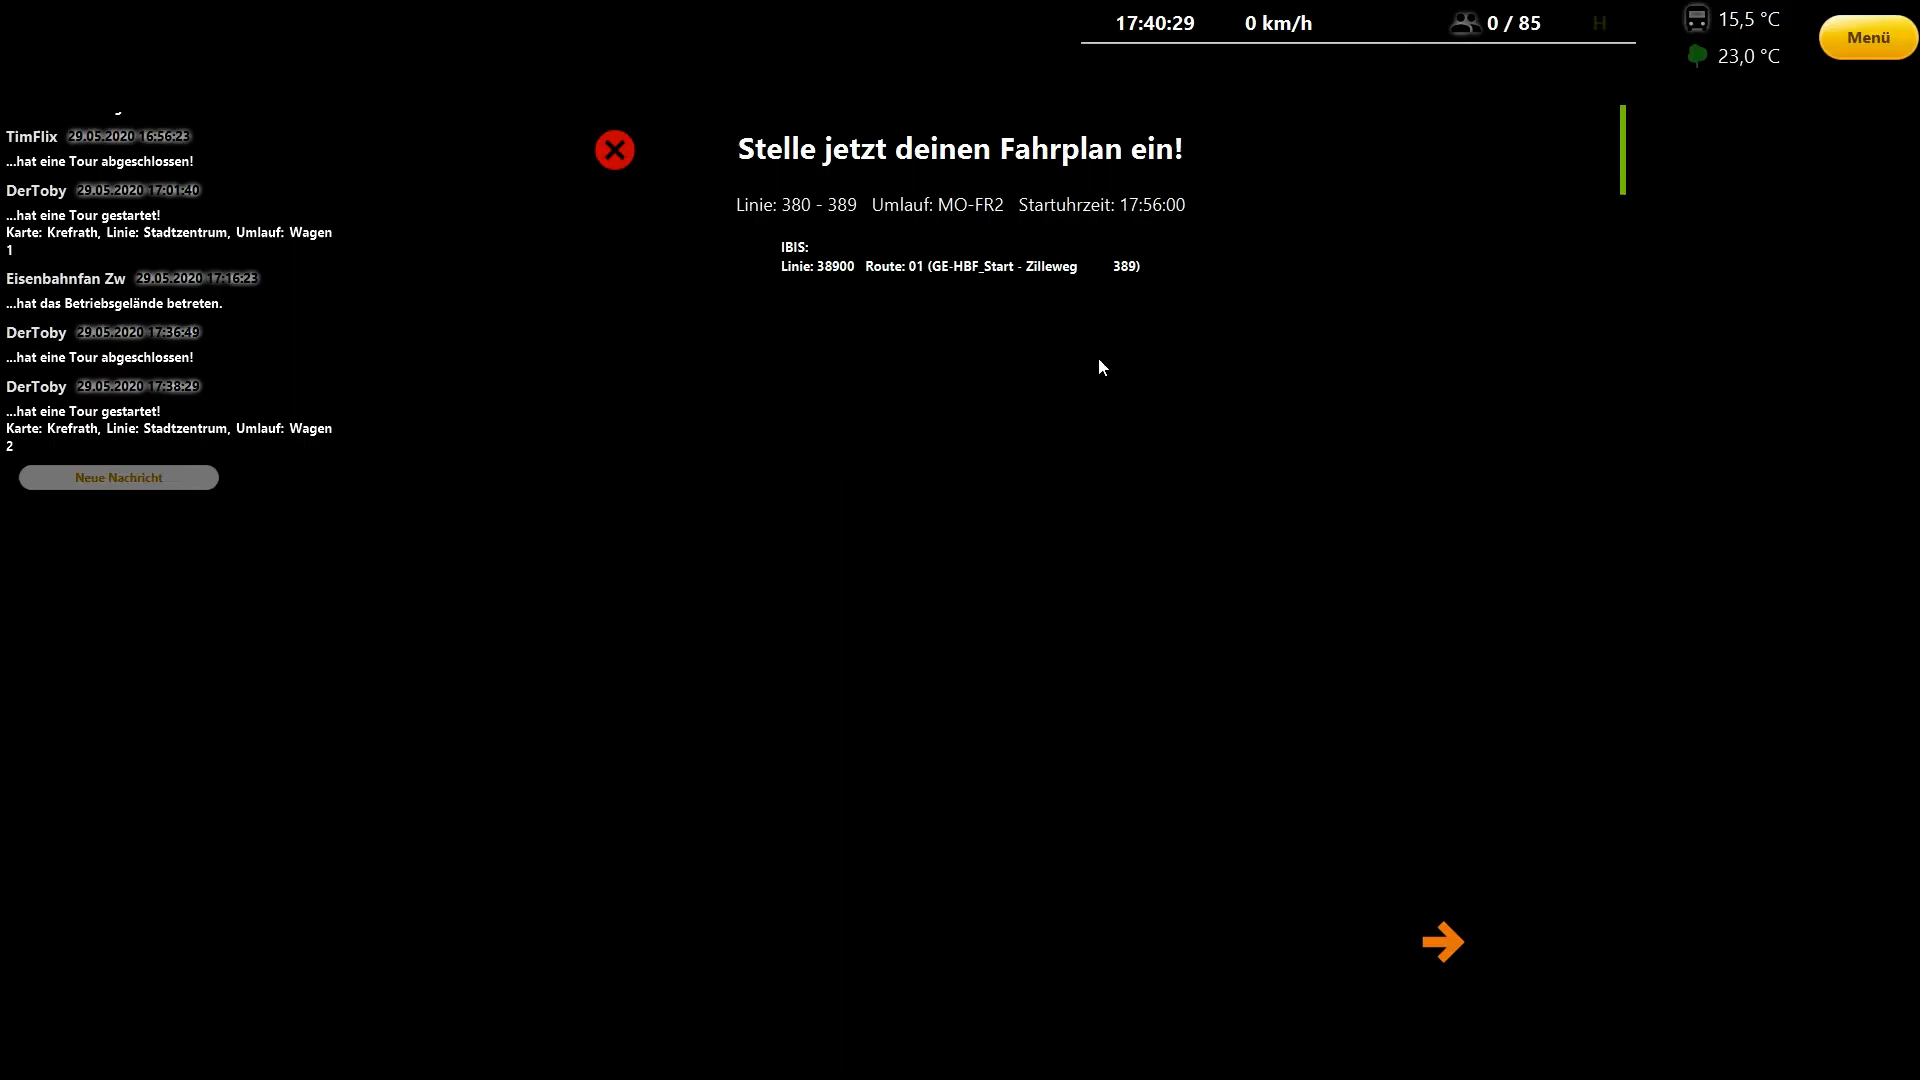 17:40:29 0 km/h 0 / 85 H 15,5 °C
23,0 °C
Menü
TimFlix 29.05.2020 16:56:23
...hat eine Tour abgeschlossen!
DerToby 29.05.2020 17:01:40
...hat eine Tour gestartet!
Karte: Krefrath, Linie: Stadtzentrum, Umlauf: Wagen
1
Eisenbahnfan Zw 29.05.2020 17:16:23
...hat das Betriebsgelände betreten.
DerToby 29.05.2020 17:36:49
...hat eine Tour abgeschlossen!
DerToby 29.05.2020 17:38:29
...hat eine Tour gestartet!
Karte: Krefrath, Linie: Stadtzentrum, Umlauf: Wagen
2
Neue Nachricht
Stelle jetzt deinen Fahrplan ein!
Linie: 380 - 389 Umlauf: MO-FR2 Startuhrzeit: 17:56:00
IBIS:
Linie: 38900 Route: 01 (GE-HBF_Start - Zilleweg 389)